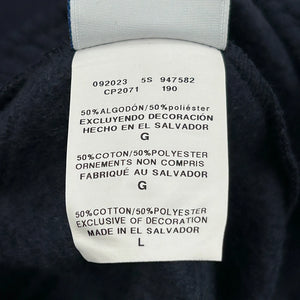 092023 5S 947582
CP2071 190
50%ALGODÓN/50%poliéster
EXCLUYENDO DECORACIÓN
HECHO EN EL SALVADOR
G
50%COTON/50%POLYESTER
ORNEMENTS NON COMPRIS
FABRIQUÉ AU SALVADOR
G
50%COTTON/50%POLYESTER
EXCLUSIVE OF DECORATION
MADE IN EL SALVADOR
L